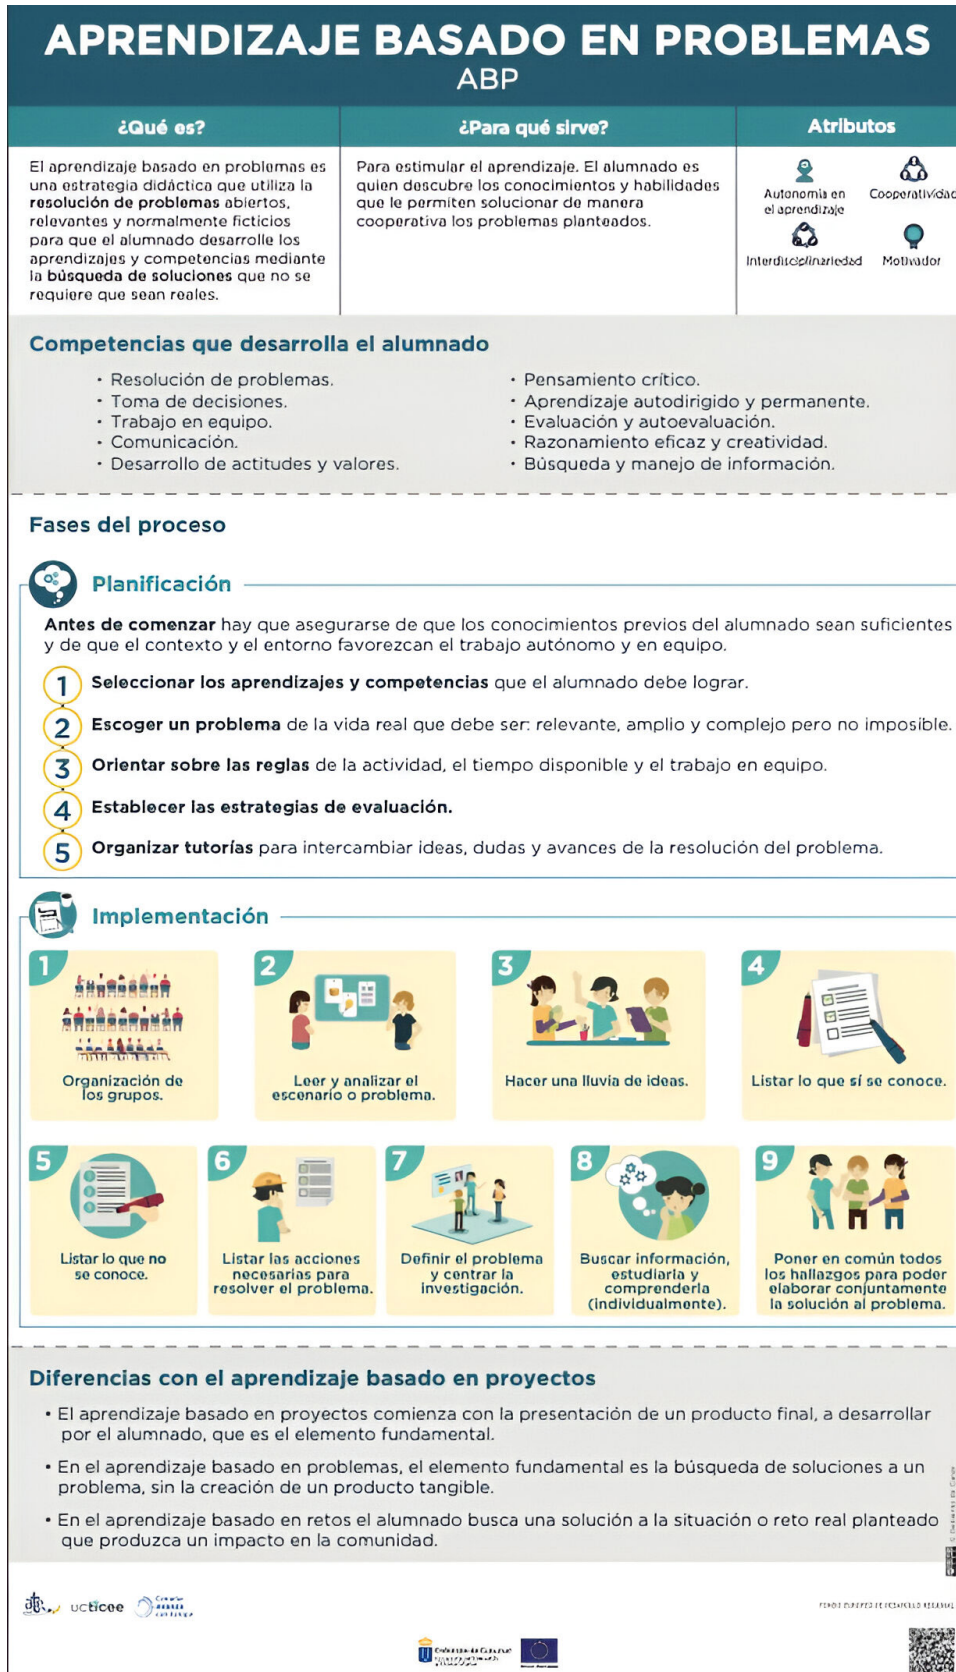 APRENDIZAJE BASADO EN PROBLEMAS
ABP
¿Qué es?
El aprendizaje basado en problemas es
una estrategia didáctica que utiliza la
resolución de problemas abiertos,
relevantes y normalmente ficticios
para que el alumnado desarrolle los
aprendizajes y competencias mediante
la búsqueda de soluciones que no se
requiere que sean reales.
¿Para qué sirve?
Para estimular el aprendizaje. El alumnado es
quien descubre los conocimientos y habilidades
que le permiten solucionar de manera
cooperativa los problemas planteados.
Atributos
Autonomía en
el aprendizaje
Cooperatividad
Interdisciplinariedad
Motivador
Competencias que desarrolla el alumnado
• Resolución de problemas.
• Toma de decisiones.
• Trabajo en equipo.
• Comunicación.
• Desarrollo de actitudes y valores.
• Pensamiento crítico.
• Aprendizaje autodirigido y permanente.
• Evaluación y autoevaluación.
• Razonamiento eficaz y creatividad.
• Búsqueda y manejo de información.
Fases del proceso
Planificación
Antes de comenzar hay que asegurarse de que los conocimientos previos del alumnado sean suficientes
y de que el contexto y el entorno favorezcan el trabajo autónomo y en equipo.
1 Seleccionar los aprendizajes y competencias que el alumnado debe lograr.
2 Escoger un problema de la vida real que debe ser: relevante, amplio y complejo pero no imposible.
3 Orientar sobre las reglas de la actividad, el tiempo disponible y el trabajo en equipo.
4 Establecer las estrategias de evaluación.
5 Organizar tutorías para intercambiar ideas, dudas y avances de la resolución del problema.
Implementación
1
Organización de
los grupos.
2
Leer y analizar el
escenario o problema.
3
Hacer una lluvia de ideas.
4
Listar lo que sí se conoce.
5
Listar lo que no
se conoce.
6
Listar las acciones
necesarias para
resolver el problema.
7
Definir el problema
y centrar la
investigación.
8
Buscar información,
estudiarla y
comprenderla
(individualmente).
9
Poner en común todos
los hallazgos para poder
elaborar conjuntamente
la solución al problema.
Diferencias con el aprendizaje basado en proyectos
• El aprendizaje basado en proyectos comienza con la presentación de un producto final, a desarrollar
por el alumnado, que es el elemento fundamental.
• En el aprendizaje basado en problemas, el elemento fundamental es la búsqueda de soluciones a un
problema, sin la creación de un producto tangible.
• En el aprendizaje basado en retos el alumnado busca una solución a la situación o reto real planteado
que produzca un impacto en la comunidad.
ucticee
FONDO EUROPEO DE DESARROLLO REGIONAL